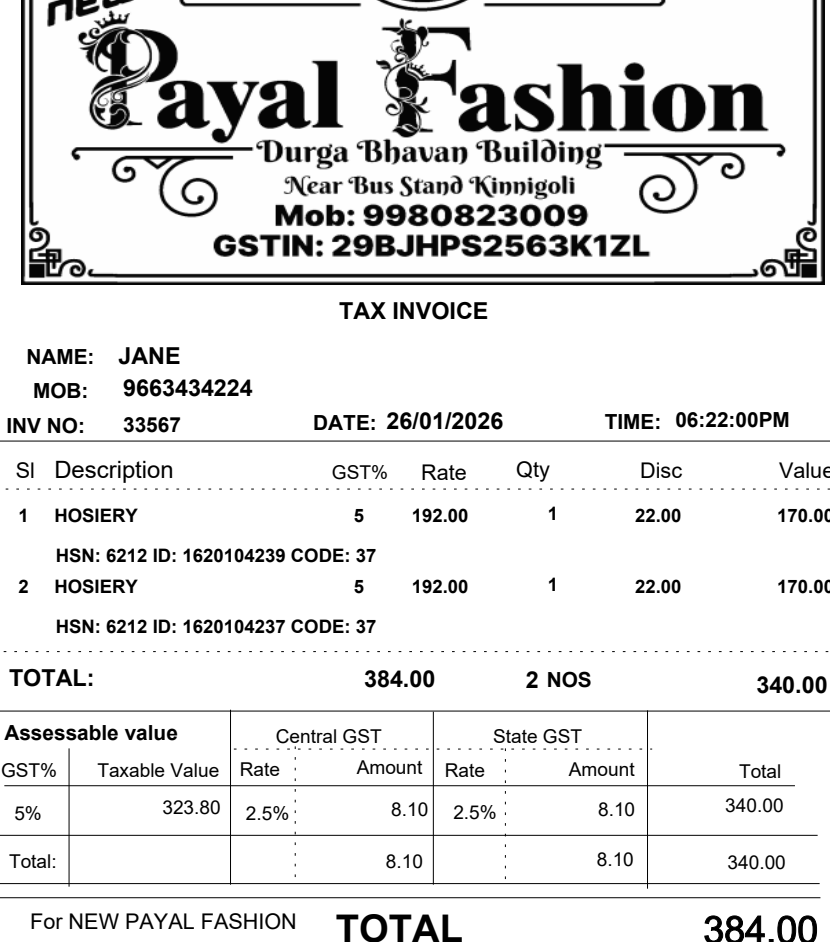 new
Payal Fashion
Durga Bhavan Building
Near Bus Stand Kinnigoli
Mob: 9980823009
GSTIN: 29BJHPS2563K1ZL
TAX INVOICE
NAME: JANE
MOB: 9663434224
INV NO: 33567 DATE: 26/01/2026 TIME: 06:22:00PM
Sl Description GST% Rate Qty Disc Value
1 HOSIERY 5 192.00 1 22.00 170.00
HSN: 6212 ID: 1620104239 CODE: 37
2 HOSIERY 5 192.00 1 22.00 170.00
HSN: 6212 ID: 1620104237 CODE: 37
TOTAL: 384.00 2 NOS 340.00
Assessable value Central GST State GST
GST% Taxable Value Rate Amount Rate Amount Total
5% 323.80 2.5% 8.10 2.5% 8.10 340.00
Total: 8.10 8.10 340.00
For NEW PAYAL FASHION TOTAL 384.00